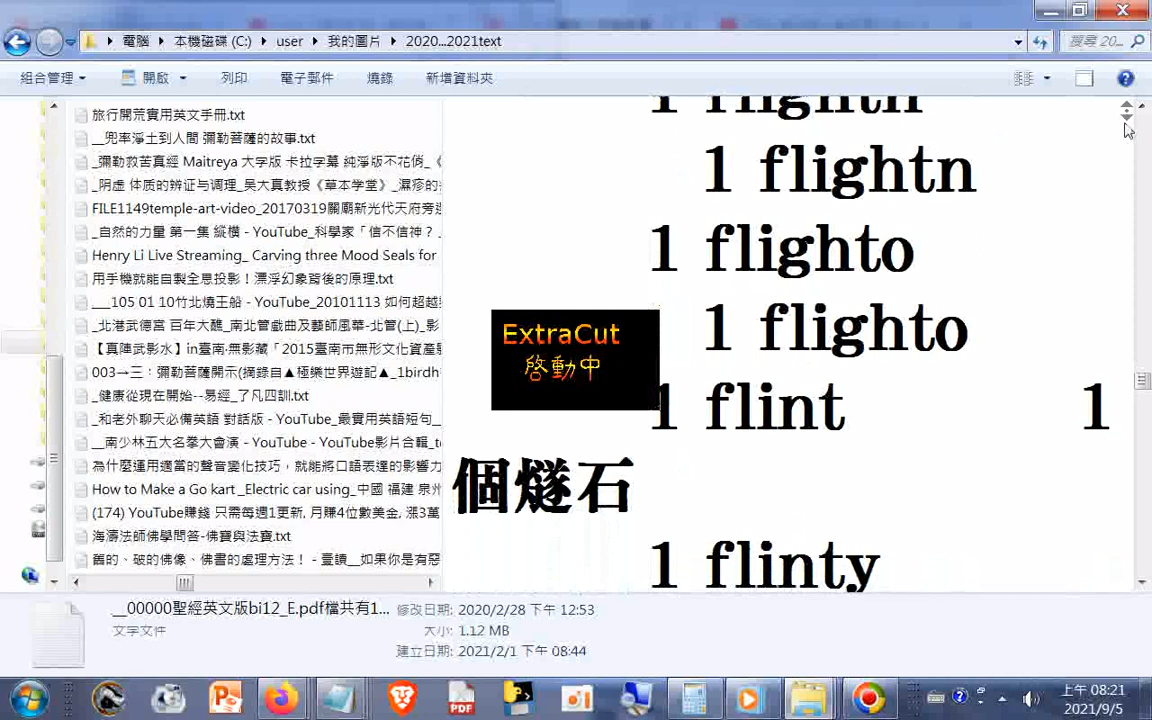 電腦 本機磁碟 (C:) user 我的圖片 2020...2021text
搜尋 20...
組合管理 開啟 列印 電子郵件 燒錄 新增資料夾
旅行開荒實用英文手冊.txt
__兜率淨土到人間 彌勒菩薩的故事.txt
_彌勒救苦真經 Maitreya 大字版 卡拉字幕 純淨版不花俏_《
_阴虚 体质的辨证与调理_吴大真教授《草本学堂》_濕疹的
FILE1149temple-art-video_20170319關廟新光代天府旁邊
_自然的力量 第一集 縱橫 - YouTube_科學家「信不信神？」
Henry Li Live Streaming_ Carving three Mood Seals for
用手機就能自製全息投影！漂浮幻象背後的原理.txt
___105 01 10竹北燒王船 - YouTube_20101113 如何超越
_北港武德宮 百年大醮_南北管戲曲及藝師風華-北管(上)_影
【真陣武影水】in臺南·無影藏「2015臺南市無形文化資產
003→三：彌勒菩薩開示(摘錄自▲極樂世界遊記▲_1birdh
_健康從現在開始--易經_了凡四訓.txt
_和老外聊天必備英語 對話版 - YouTube_最實用英語短句__
__南少林五大名拳大會演 - YouTube - YouTube影片合輯_t
為什麼運用適當的聲音變化技巧，就能將口語表達的影響力
How to Make a Go kart _Electric car using_中國 福建 泉州
(174) YouTube賺錢 只需每週1更新, 月賺4位數美金, 漲3萬
海濤法師佛學問答-佛寶與法寶.txt
舊的、破的佛像、佛書的處理方法！ - 壹讀__如果你是有惡
1 flightn
1 flightn
1 flighto
1 flighto
ExtraCut
啓動中
1 flint 1
個燧石
1 flinty
__00000聖經英文版bi12_E.pdf檔共有1...
文字文件
修改日期: 2020/2/28 下午 12:53
大小: 1.12 MB
建立日期: 2021/2/1 下午 08:44
上午 08:21
2021/9/5